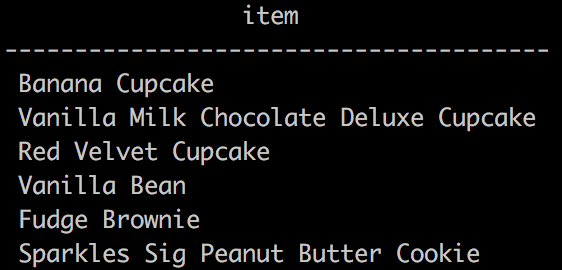 item
---------------------------------------
Banana Cupcake
Vanilla Milk Chocolate Deluxe Cupcake
Red Velvet Cupcake
Vanilla Bean
Fudge Brownie
Sparkles Sig Peanut Butter Cookie